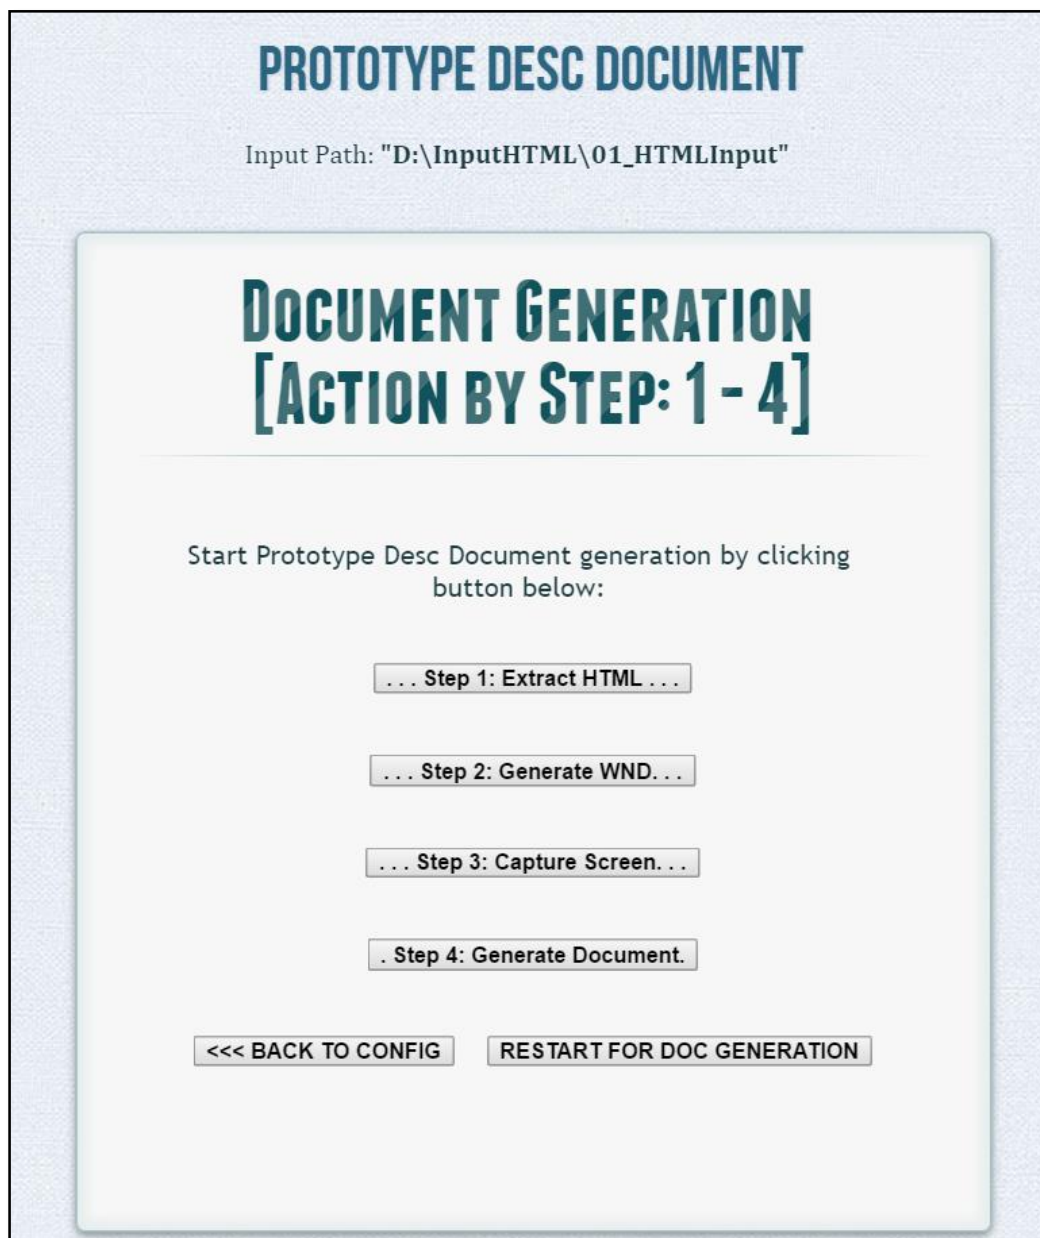 PROTOTYPE DESC DOCUMENT
Input Path: "D:\InputHTML\01_HTMLInput"
DOCUMENT GENERATION
[ACTION BY STEP: 1 - 4]
Start Prototype Desc Document generation by clicking
button below:
. . . Step 1: Extract HTML . . .
. . . Step 2: Generate WND. . .
. . . Step 3: Capture Screen. . .
. Step 4: Generate Document.
<<< BACK TO CONFIG RESTART FOR DOC GENERATION